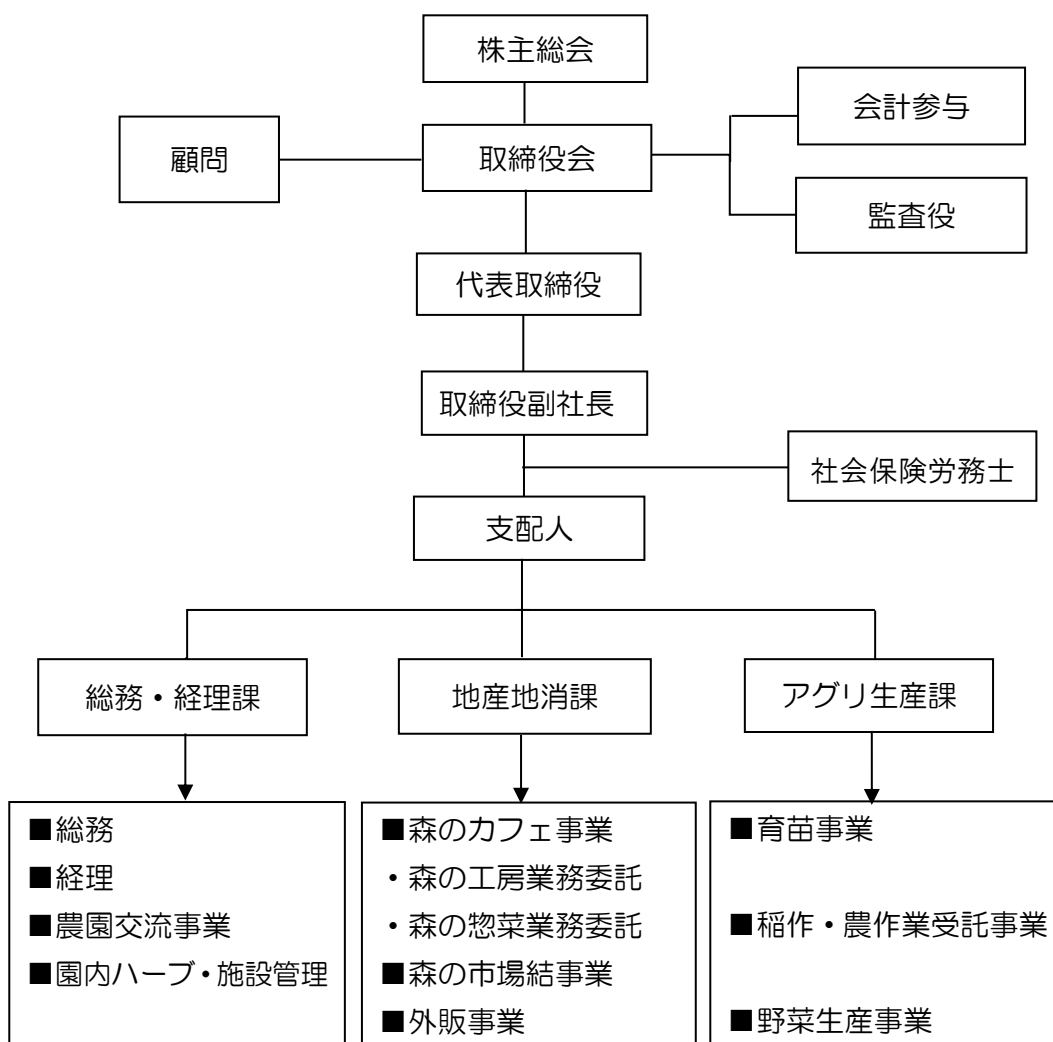 株主総会
会計参与
顧問
取締役会
監査役
代表取締役
取締役副社長
社会保険労務士
支配人
総務・経理課
地産地消課
アグリ生産課
■総務
■経理
■農園交流事業
■園内ハーブ・施設管理
■森のカフェ事業
・森の工房業務委託
・森の惣菜業務委託
■森の市場結事業
■外販事業
■育苗事業
■稲作・農作業受託事業
■野菜生産事業